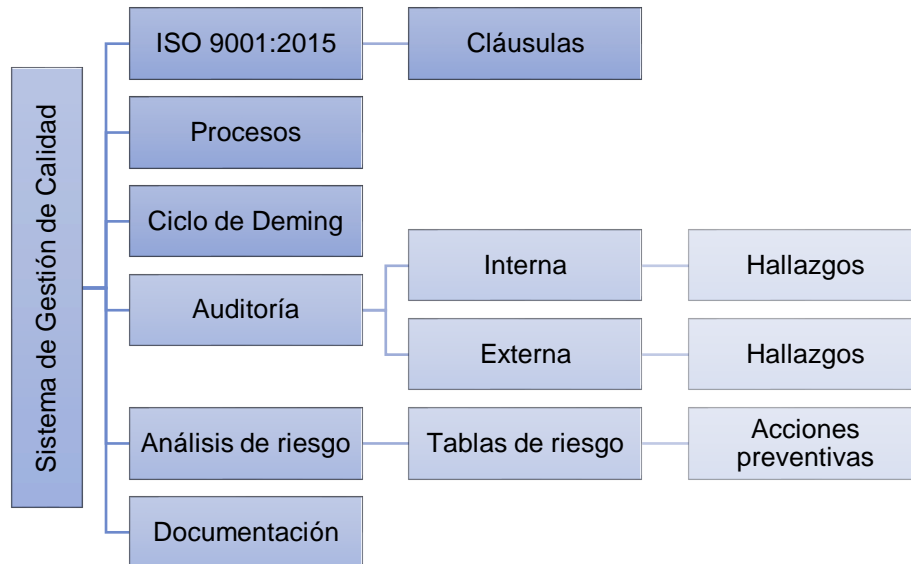 Sistema de Gestión de Calidad
ISO 9001:2015
Cláusulas
Procesos
Ciclo de Deming
Auditoría
Interna
Hallazgos
Externa
Hallazgos
Análisis de riesgo
Tablas de riesgo
Acciones
preventivas
Documentación